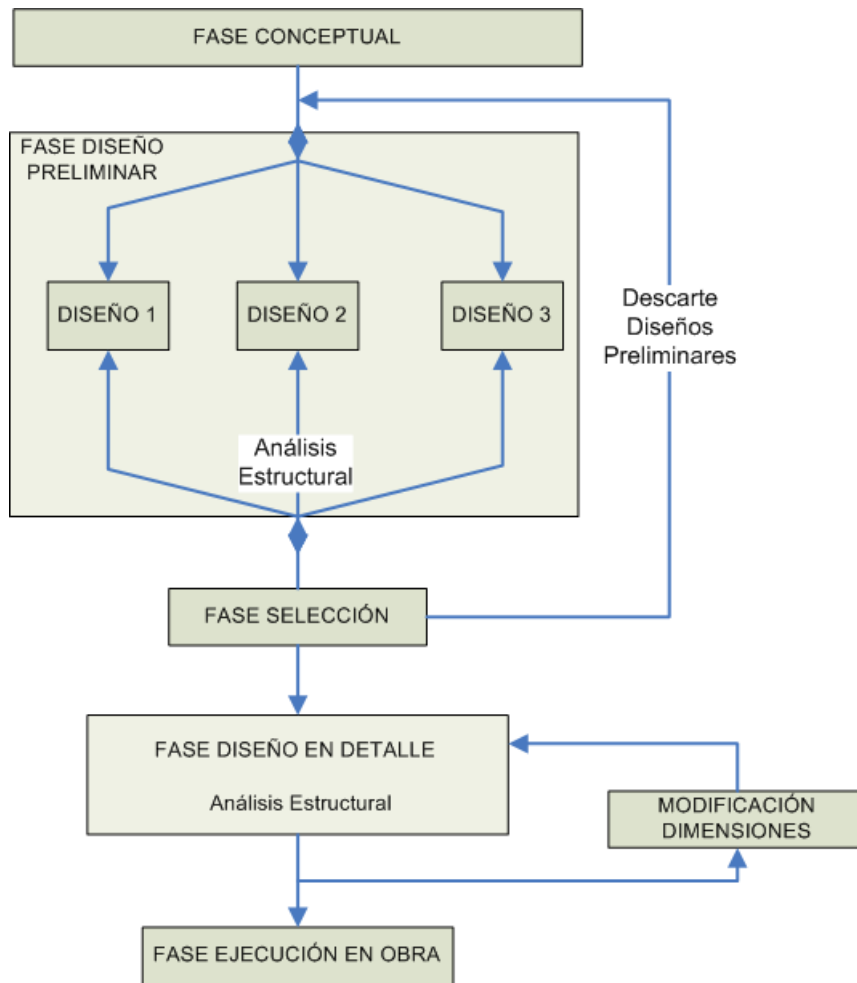 FASE CONCEPTUAL
FASE DISEÑO
PRELIMINAR
DISEÑO 1
DISEÑO 2
DISEÑO 3
Descarte
Diseños
Preliminares
Análisis
Estructural
FASE SELECCIÓN
FASE DISEÑO EN DETALLE
Análisis Estructural
MODIFICACIÓN
DIMENSIONES
FASE EJECUCIÓN EN OBRA